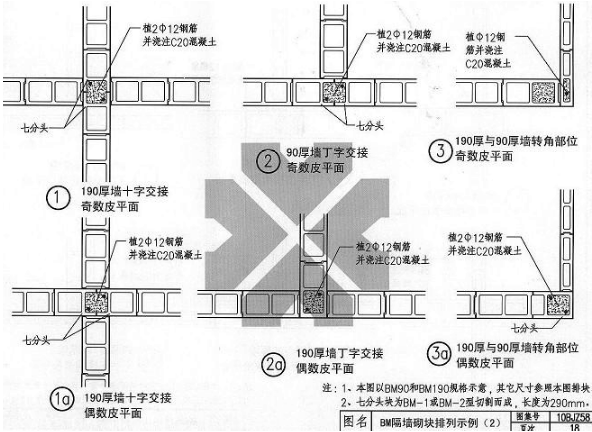 植2Φ12钢筋
并浇注C20混凝土
七分头
① 190厚墙十字交接
奇数皮平面
植2Φ12钢筋
并浇注C20混凝土
七分头
② 90厚墙丁字交接
奇数皮平面
植Φ12钢
筋并浇注
C20混凝土
③ 190厚与90厚墙转角部位
奇数皮平面
植2Φ12钢筋
并浇注C20混凝土
七分头
1a 190厚墙十字交接
偶数皮平面
植2Φ12钢筋
并浇注C20混凝土
2a 190厚墙丁字交接
偶数皮平面
植2Φ12钢筋
并浇注C20混凝土
七分头
3a 190厚与90厚墙转角部位
偶数皮平面
注：1、本图以BM90和BM190规格示意，其它尺寸参照本图排块
2、七分头块为BM-1或BM-2型切割而成，长度为290mm。
图名 BM隔墙砌块排列示例（2） 图集号 10BJZ58
页次 18